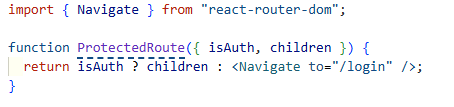 import { Navigate } from "react-router-dom";
function ProtectedRoute({ isAuth, children }) {
  return isAuth ? children : <Navigate to="/login" />;
}